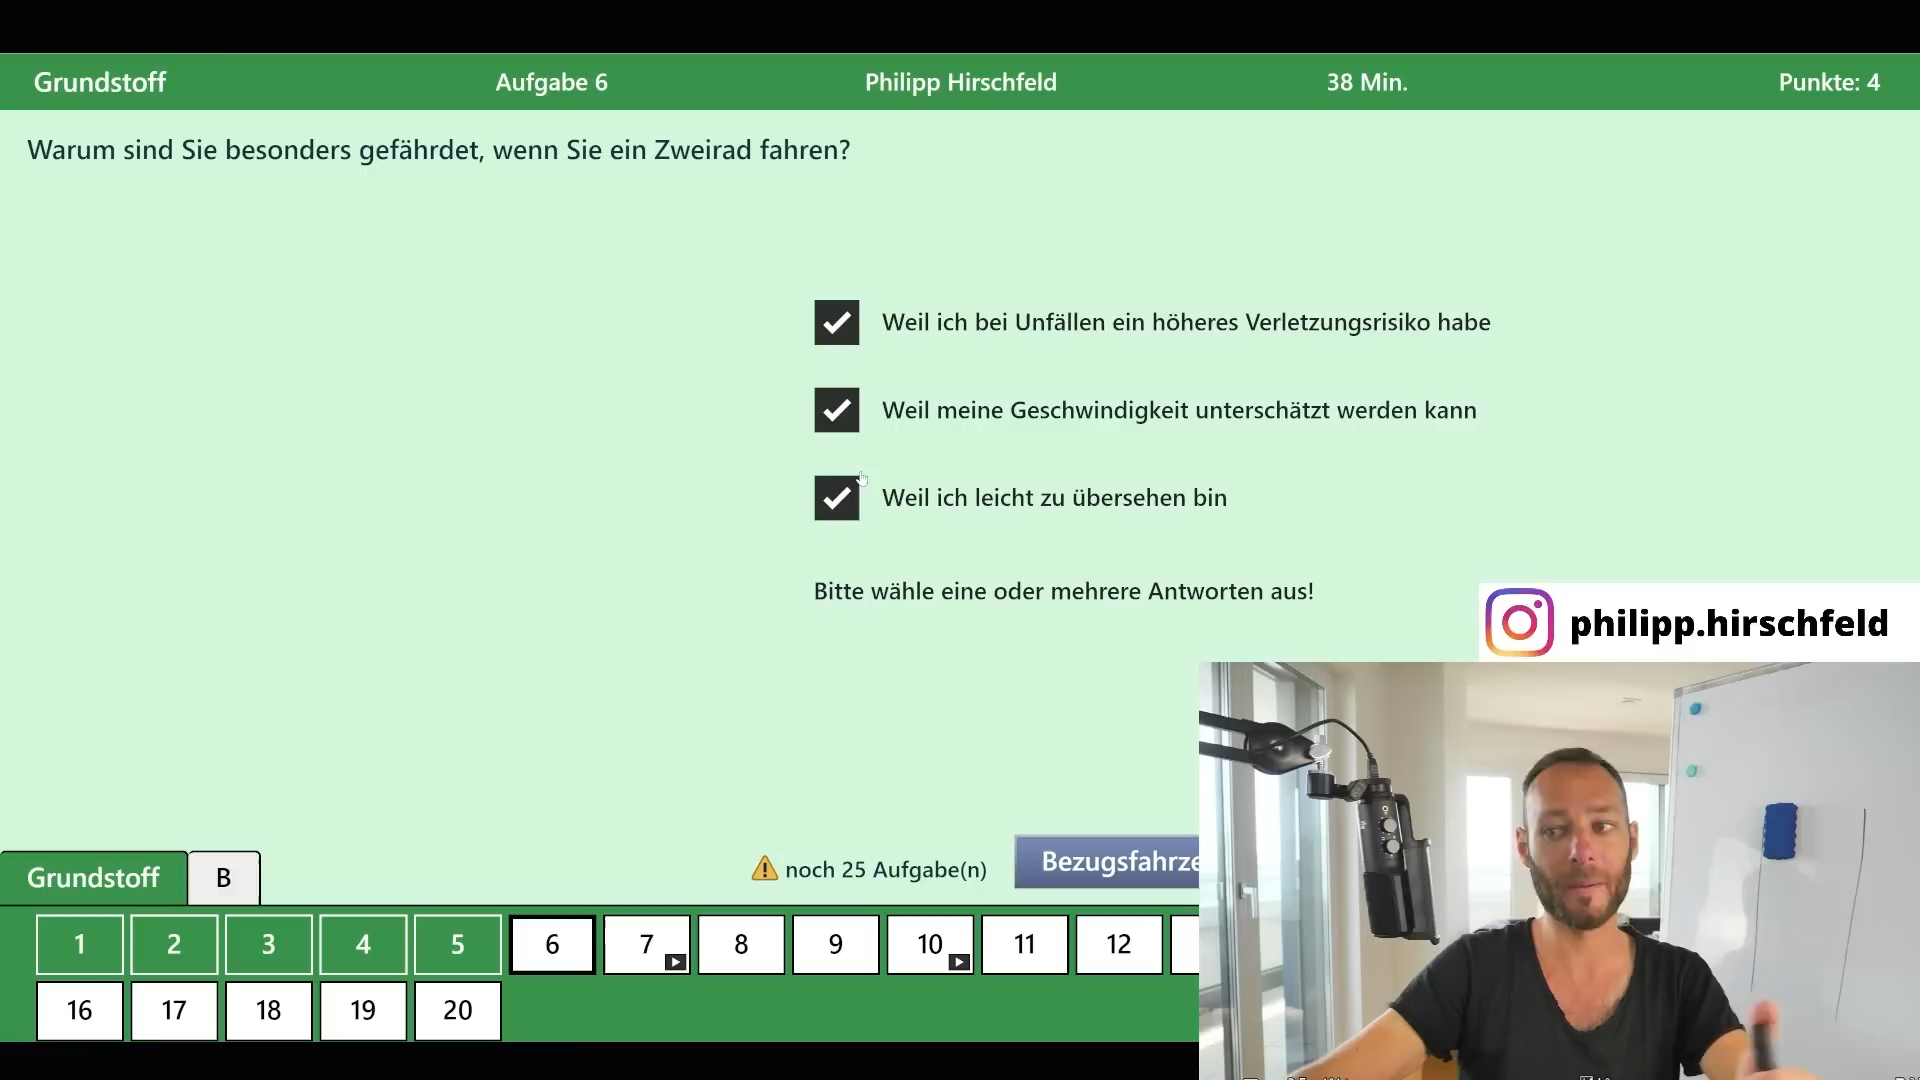 Grundstoff Aufgabe 6 Philipp Hirschfeld 38 Min. Punkte: 4
Warum sind Sie besonders gefährdet, wenn Sie ein Zweirad fahren?
Weil ich bei Unfällen ein höheres Verletzungsrisiko habe
Weil meine Geschwindigkeit unterschätzt werden kann
Weil ich leicht zu übersehen bin
Bitte wähle eine oder mehrere Antworten aus!
philipp.hirschfeld
noch 25 Aufgabe(n) Bezugsfahrze
Grundstoff B
1 2 3 4 5 6 7 8 9 10 11 12
16 17 18 19 20